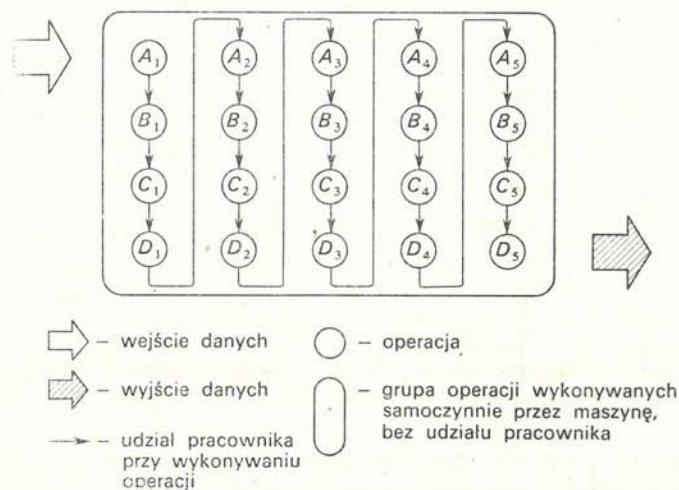 A1 A2 A3 A4 A5
B1 B2 B3 B4 B5
C1 C2 C3 C4 C5
D1 D2 D3 D4 D5
– wejście danych
– wyjście danych
– udział pracownika
przy wykonywaniu
operacji
– operacja
– grupa operacji wykonywanych
samoczynnie przez maszynę,
bez udziału pracownika